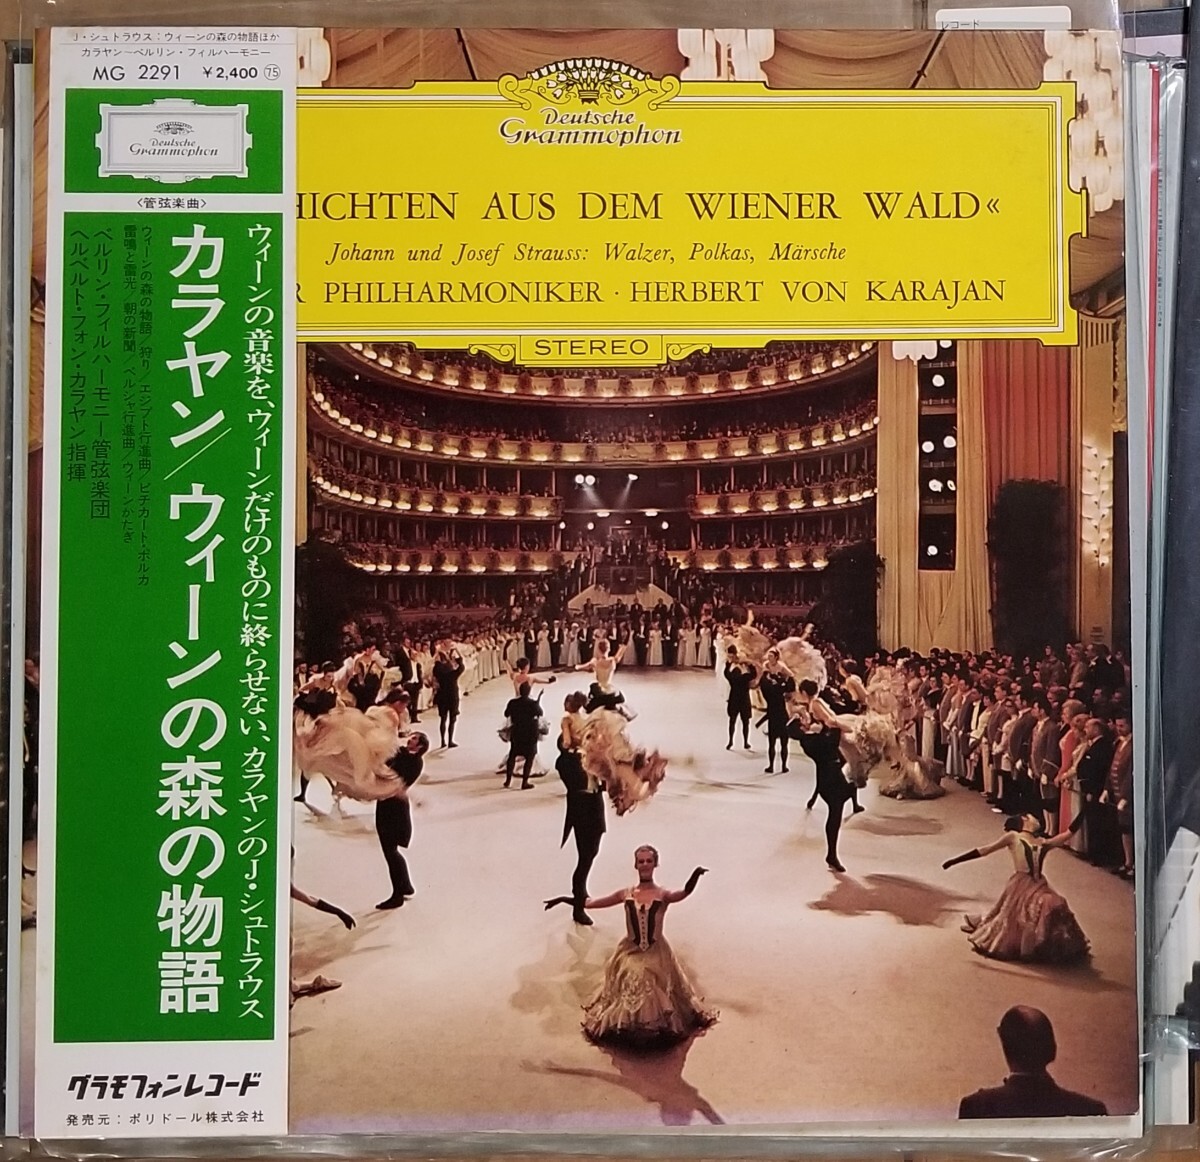 J・シュトラウス：ウィーンの森の物語ほか
カラヤン〜ベルリン・フィルハーモニー
MG 2291 ¥2,400 75
Deutsche
Grammophon
〈管弦楽曲〉
ウィーンの音楽を、ウィーンだけのものに終らせない、カラヤンのJ・シュトラウス
カラヤン/ウィーンの森の物語
ウィーンの森の物語/狩り/エジプト行進曲/ピチカート・ポルカ
雷鳴と雷光/朝の新聞/ペルシャ行進曲/ウィーンかたぎ
ベルリン・フィルハーモニー管弦楽団
ヘルベルト・フォン・カラヤン指揮
グラモフォンレコード
発売元：ポリドール株式会社
Deutsche
Grammophon
HICHTEN AUS DEM WIENER WALD«
Johann und Josef Strauss: Walzer, Polkas, Märsche
R PHILHARMONIKER · HERBERT VON KARAJAN
STEREO
レコード